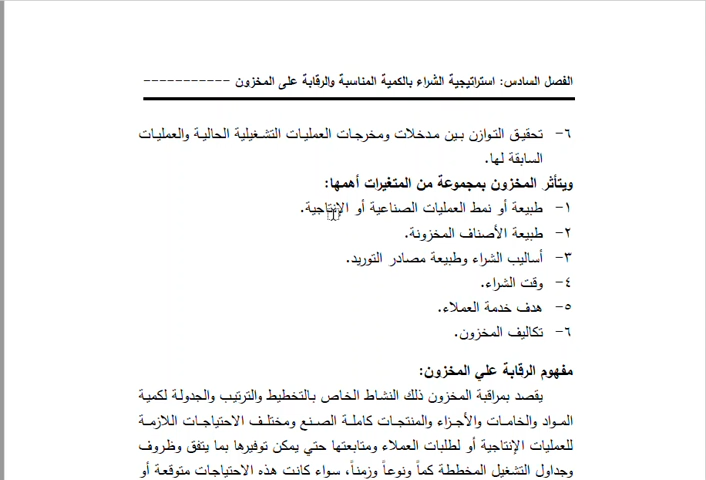 الفصل السادس: استراتيجية الشراء بالكمية المناسبة والرقابة على المخزون -----------
٦- تحقيق التوازن بين مدخلات ومخرجات العمليات التشغيلية الحالية والعمليات
السابقة لها.
ويتأثر المخزون بمجموعة من المتغيرات أهمها:
١- طبيعة أو نمط العمليات الصناعية أو الإنتاجية.
٢- طبيعة الأصناف المخزونة.
٣- أساليب الشراء وطبيعة مصادر التوريد.
٤- وقت الشراء.
٥- هدف خدمة العملاء.
٦- تكاليف المخزون.
مفهوم الرقابة علي المخزون:
يقصد بمراقبة المخزون ذلك النشاط الخاص بالتخطيط والترتيب والجدولة لكمية
المواد والخامات والأجزاء والمنتجات كاملة الصنع ومختلف الاحتياجات اللازمة
للعمليات الإنتاجية أو لطلبات العملاء ومتابعتها حتي يمكن توفيرها بما يتفق وظروف
وجداول التشغيل المخططة كماً ونوعاً وزمناً، سواء كانت هذه الاحتياجات متوقعة أو